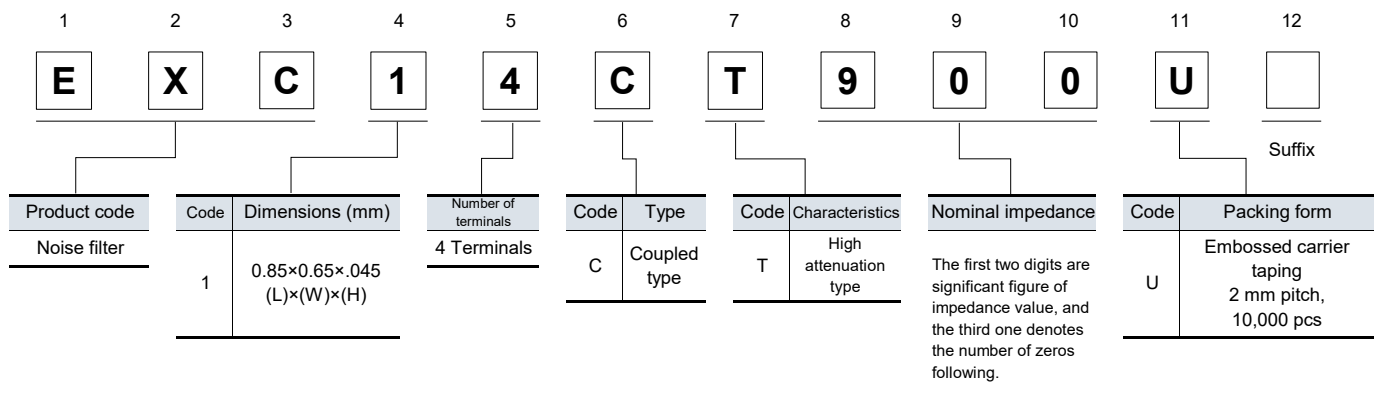 1 2 3 4 5 6 7 8 9 10 11 12
E X C 1 4 C T 9 0 0 U
Suffix
Product code
Noise filter
Code Dimensions (mm)
1
0.85×0.65×.045
(L)×(W)×(H)
Number of
terminals
4 Terminals
Code Type
C
Coupled
type
Code Characteristics
T
High
attenuation
type
Nominal impedance
The first two digits are
significant figure of
impedance value, and
the third one denotes
the number of zeros
following.
Code Packing form
U
Embossed carrier
taping
2 mm pitch,
10,000 pcs